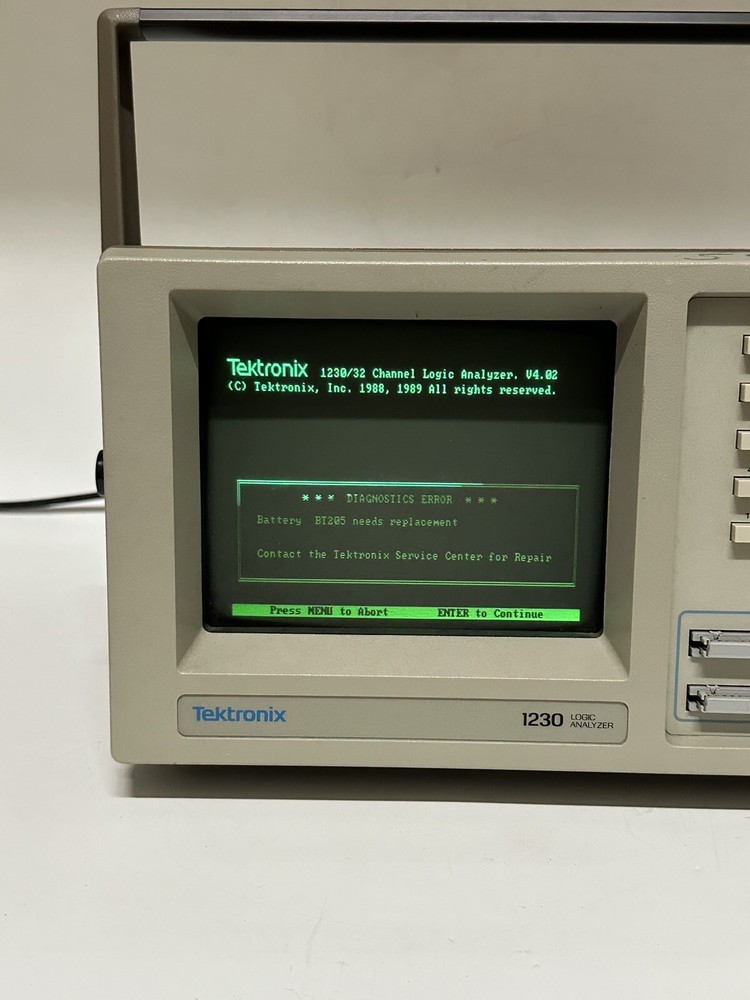 Tektronix 1230/32 Channel Logic Analyzer. V4.02
(C) Tektronix, Inc. 1988, 1989 All rights reserved.
* * * DIAGNOSTICS ERROR * * *
Battery BT205 needs replacement
Contact the Tektronix Service Center for Repair
Press MENU to Abort ENTER to Continue
Tektronix 1230 LOGIC
ANALYZER